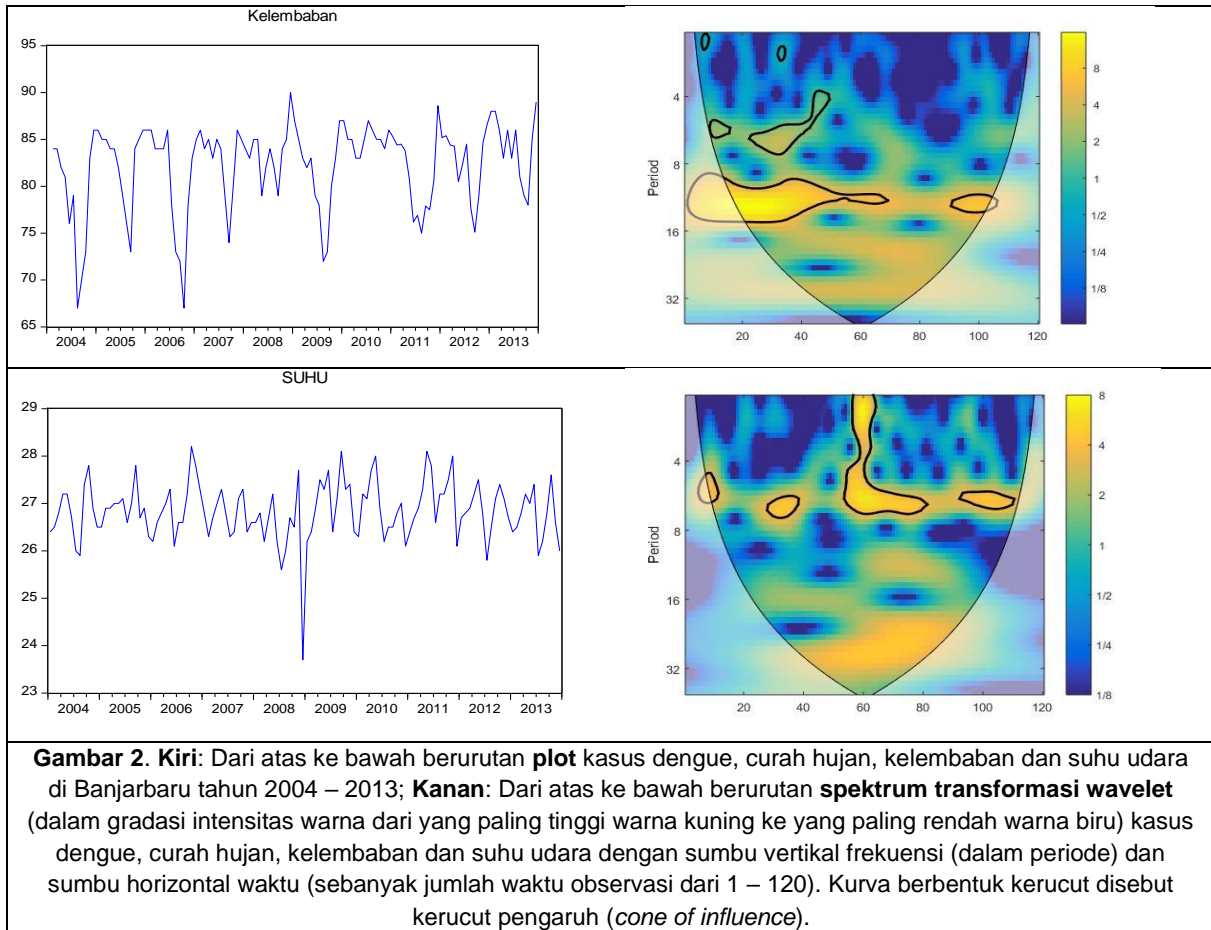 Kelembaban
95
90
85
80
75
70
65
2004 2005 2006 2007 2008 2009 2010 2011 2012 2013
Period
4
8
16
32
20 40 60 80 100 120
8
4
2
1
1/2
1/4
1/8
SUHU
29
28
27
26
25
24
23
2004 2005 2006 2007 2008 2009 2010 2011 2012 2013
Period
4
8
16
32
20 40 60 80 100 120
8
4
2
1
1/2
1/4
1/8
Gambar 2. Kiri: Dari atas ke bawah berurutan plot kasus dengue, curah hujan, kelembaban dan suhu udara
di Banjarbaru tahun 2004 – 2013; Kanan: Dari atas ke bawah berurutan spektrum transformasi wavelet
(dalam gradasi intensitas warna dari yang paling tinggi warna kuning ke yang paling rendah warna biru) kasus
dengue, curah hujan, kelembaban dan suhu udara dengan sumbu vertikal frekuensi (dalam periode) dan
sumbu horizontal waktu (sebanyak jumlah waktu observasi dari 1 – 120). Kurva berbentuk kerucut disebut
kerucut pengaruh (cone of influence).